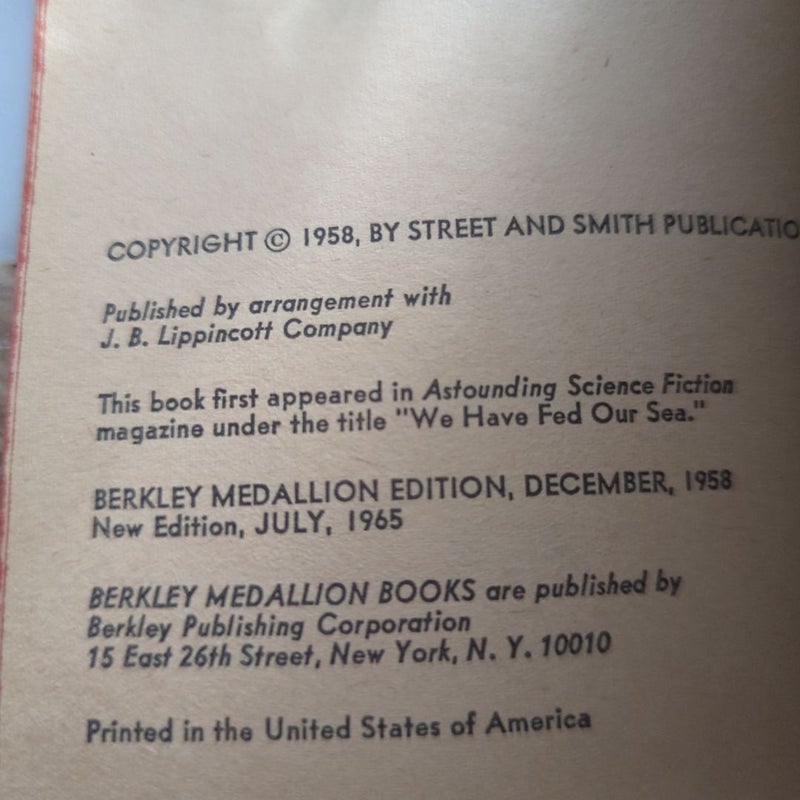 COPYRIGHT © 1958, BY STREET AND SMITH PUBLICATIO
Published by arrangement with
J. B. Lippincott Company
This book first appeared in Astounding Science Fiction
magazine under the title "We Have Fed Our Sea."
BERKLEY MEDALLION EDITION, DECEMBER, 1958
New Edition, JULY, 1965
BERKLEY MEDALLION BOOKS are published by
Berkley Publishing Corporation
15 East 26th Street, New York, N. Y. 10010
Printed in the United States of America